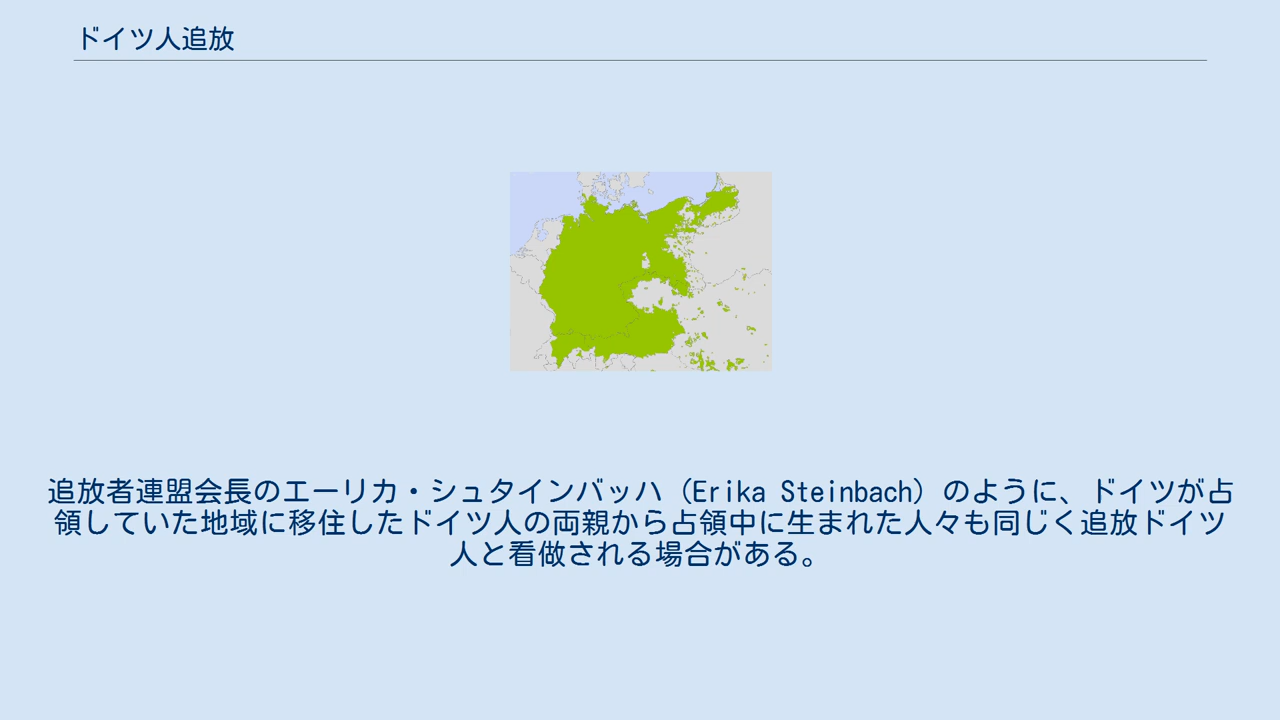 ドイツ人追放
追放者連盟会長のエーリカ・シュタインバッハ（Erika Steinbach）のように、ドイツが占
領していた地域に移住したドイツ人の両親から占領中に生まれた人々も同じく追放ドイツ
人と看做される場合がある。